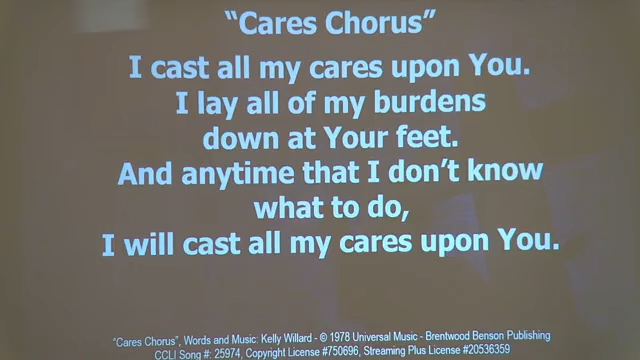 “Cares Chorus”
I cast all my cares upon You.
I lay all of my burdens
down at Your feet.
And anytime that I don’t know
what to do,
I will cast all my cares upon You.
“Cares Chorus”, Words and Music: Kelly Willard - © 1978 Universal Music - Brentwood Benson Publishing
CCLI Song #: 25974, Copyright License #750696, Streaming Plus License #20536359